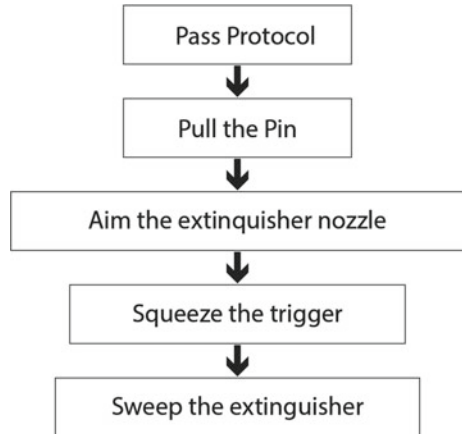 Pass Protocol
Pull the Pin
Aim the extinquisher nozzle
Squeeze the trigger
Sweep the extinguisher